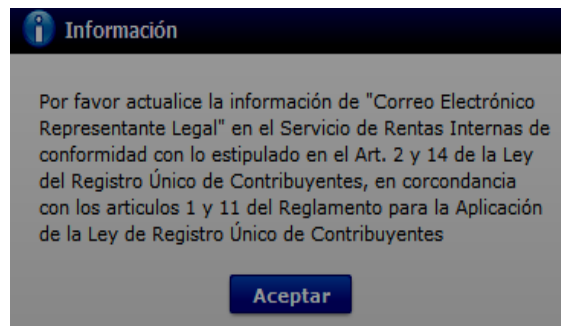 Información
Por favor actualice la información de "Correo Electrónico
Representante Legal" en el Servicio de Rentas Internas de
conformidad con lo estipulado en el Art. 2 y 14 de la Ley
del Registro Único de Contribuyentes, en corcondancia
con los articulos 1 y 11 del Reglamento para la Aplicación
de la Ley de Registro Único de Contribuyentes
Aceptar